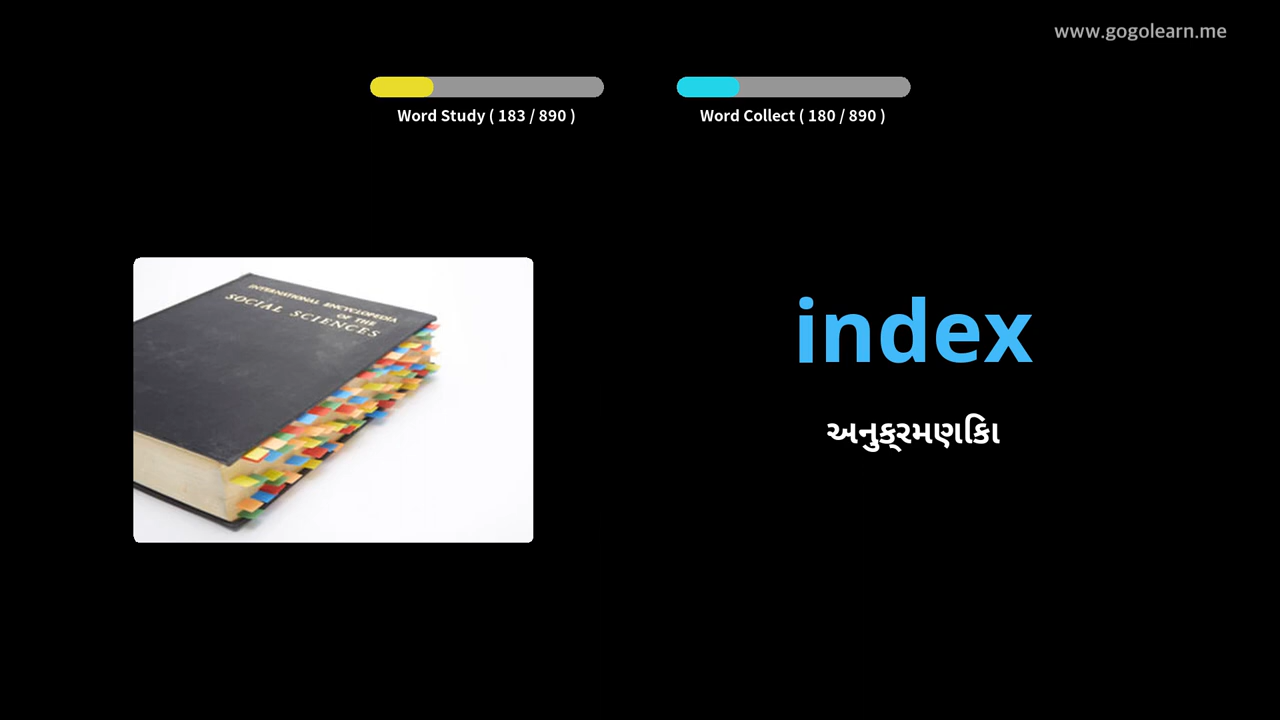 www.gogolearn.me
Word Study ( 183 / 890 )
Word Collect ( 180 / 890 )
INTERNATIONAL ENCYCLOPEDIA
OF THE
SOCIAL SCIENCES
index
અનુક્રમણિકા